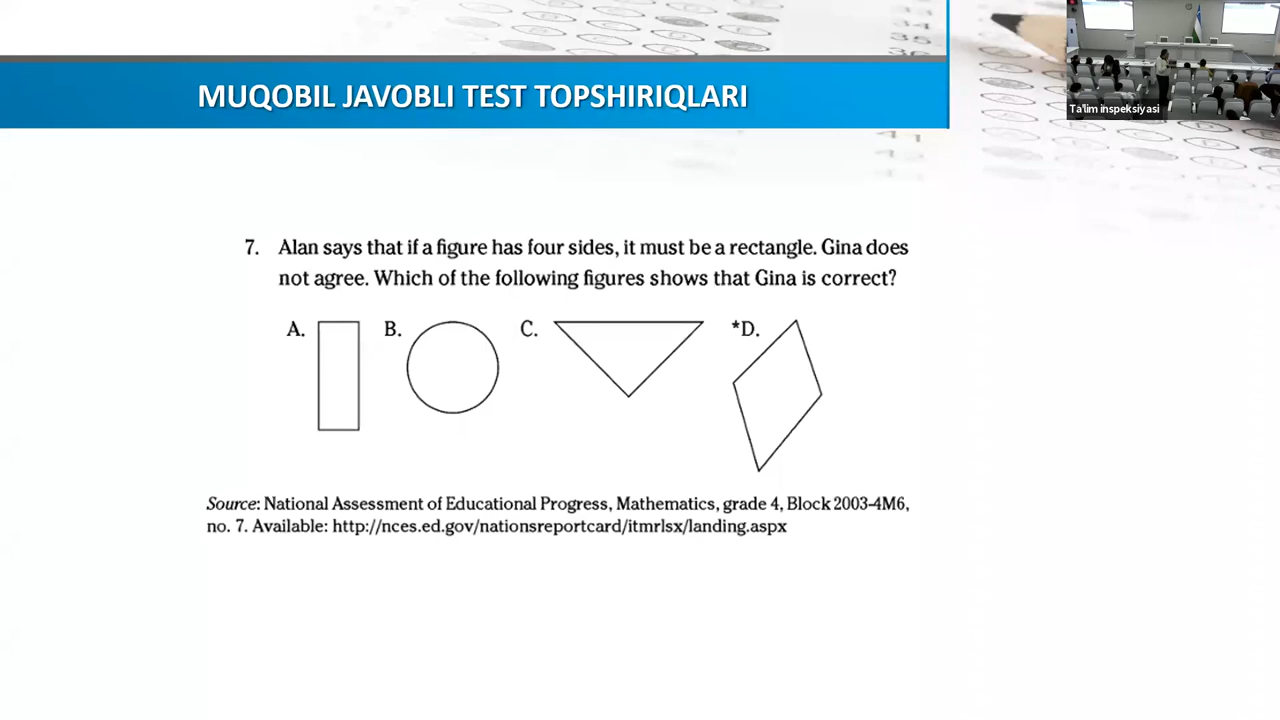 MUQOBIL JAVOBLI TEST TOPSHIRIQLARI
Ta'lim inspeksiyasi
7. Alan says that if a figure has four sides, it must be a rectangle. Gina does
not agree. Which of the following figures shows that Gina is correct?
A. B. C. *D.
Source: National Assessment of Educational Progress, Mathematics, grade 4, Block 2003-4M6,
no. 7. Available: http://nces.ed.gov/nationsreportcard/itmrlsx/landing.aspx